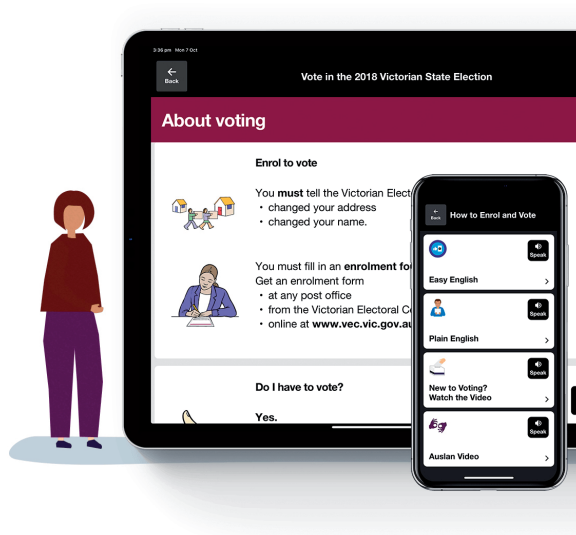 3:36 pm Mon 7 Oct
Back
Vote in the 2018 Victorian State Election
About voting
Enrol to vote
You must tell the Victorian
• changed your address
• changed your name.
You must fill in an enrolment
Get an enrolment form
• at any post office
• from the Victorian Electoral
• online at www.vec.vic.gov.au
Do I have to vote?
Yes.
Back
How to Enrol and Vote
Speak
Easy English
Speak
Plain English
Speak
New to Voting?
Watch the Video
Speak
Auslan Video